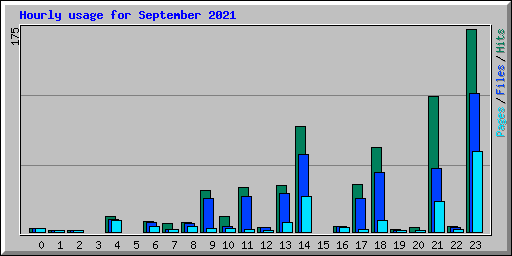 Hourly usage for September 2021
175
Pages/Files/Hits
0 1 2 3 4 5 6 7 8 9 10 11 12 13 14 15 16 17 18 19 20 21 22 23